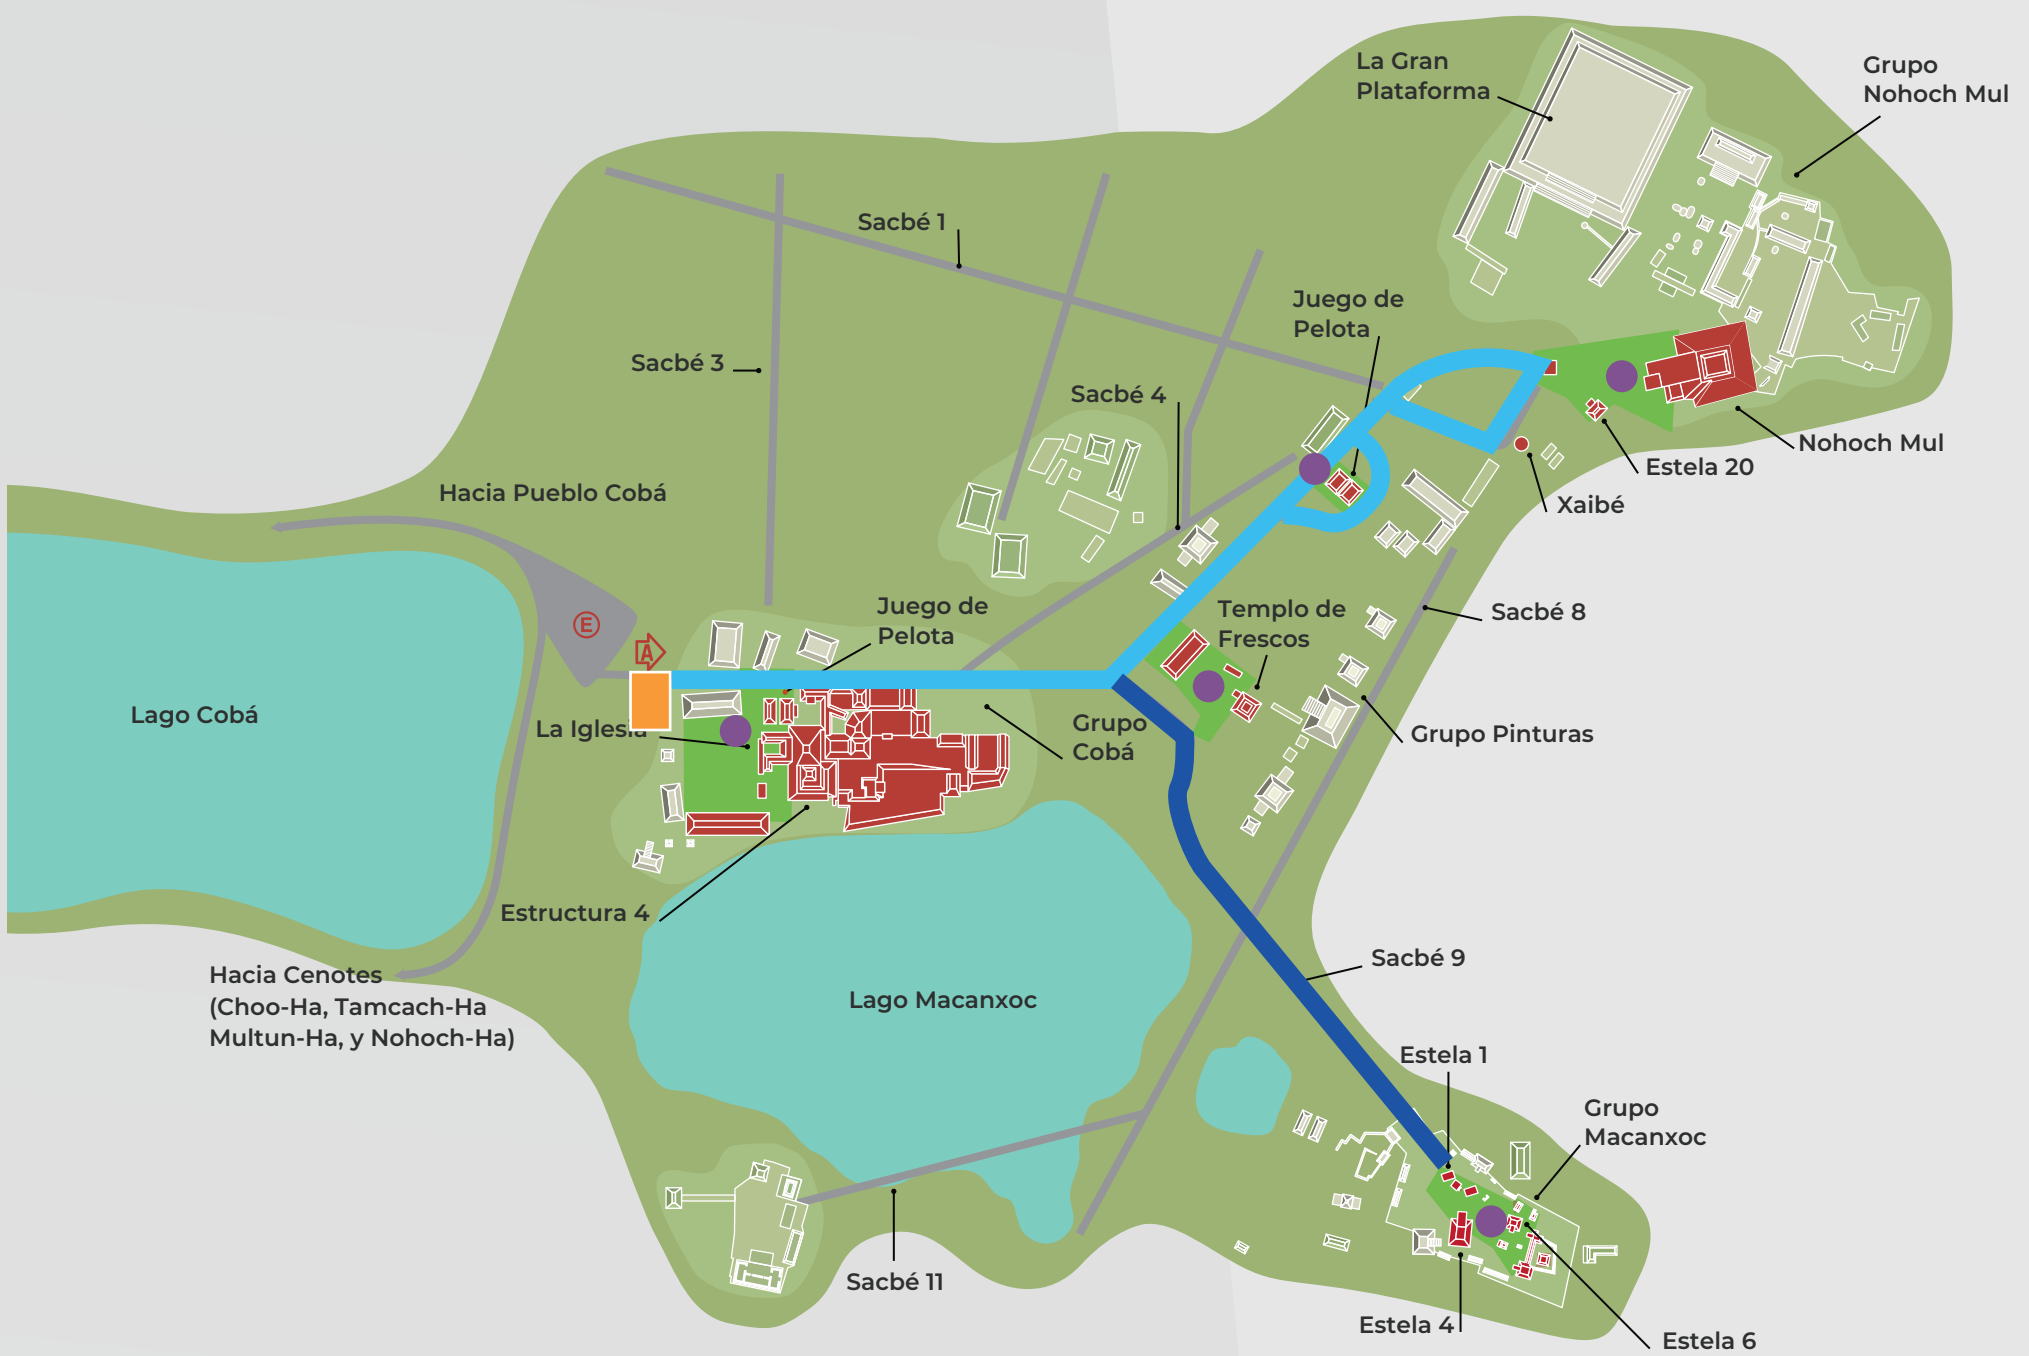 La Gran
Plataforma
Grupo
Nohoch Mul
Sacbé 1
Juego de
Pelota
Sacbé 3
Sacbé 4
Nohoch Mul
Estela 20
Hacia Pueblo Cobá
Xaibé
E
A
Juego de
Pelota
Templo de
Frescos
Sacbé 8
Lago Cobá
La Iglesia
Grupo
Cobá
Grupo Pinturas
Estructura 4
Sacbé 9
Hacia Cenotes
(Choo-Ha, Tamcach-Ha
Multun-Ha, y Nohoch-Ha)
Lago Macanxoc
Estela 1
Grupo
Macanxoc
Sacbé 11
Estela 4
Estela 6